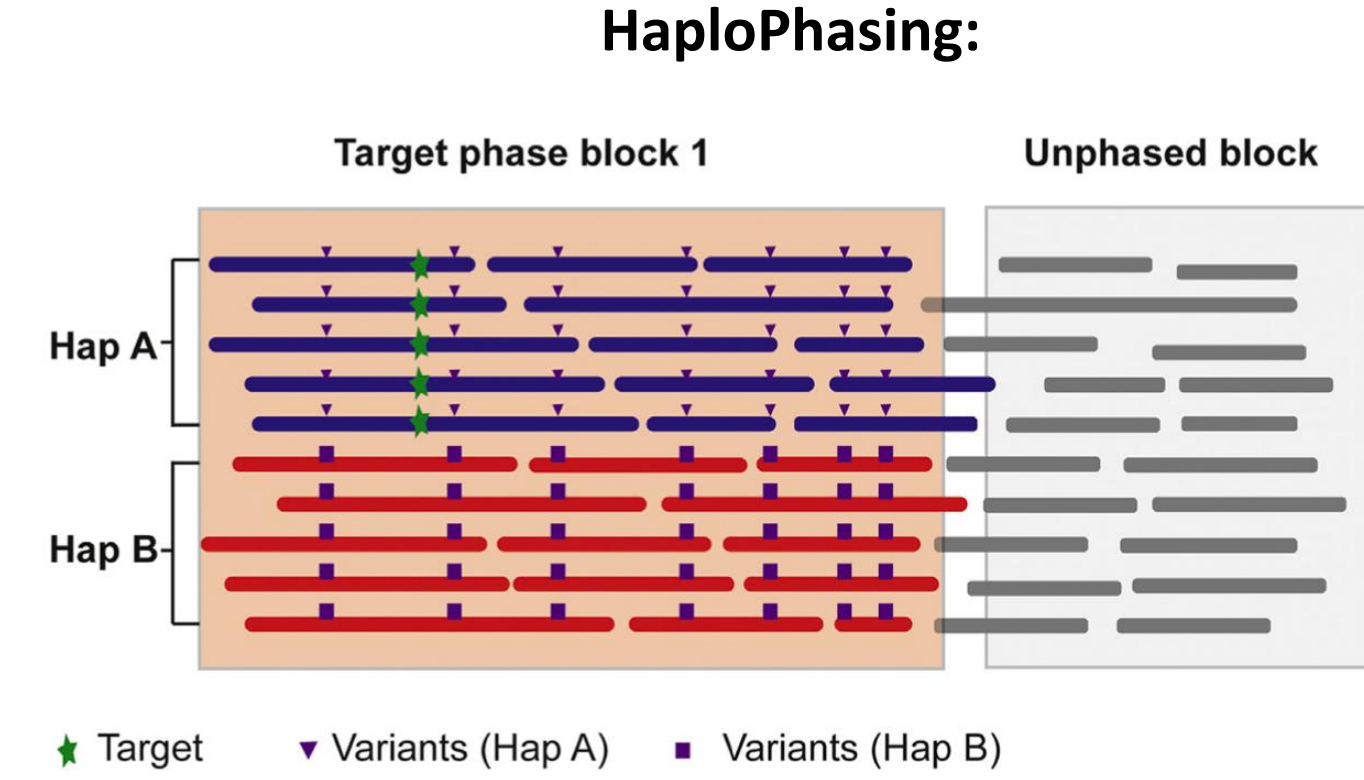 HaploPhasing:
Target phase block 1
Unphased block
Hap A
Hap B
Target
Variants (Hap A)
Variants (Hap B)